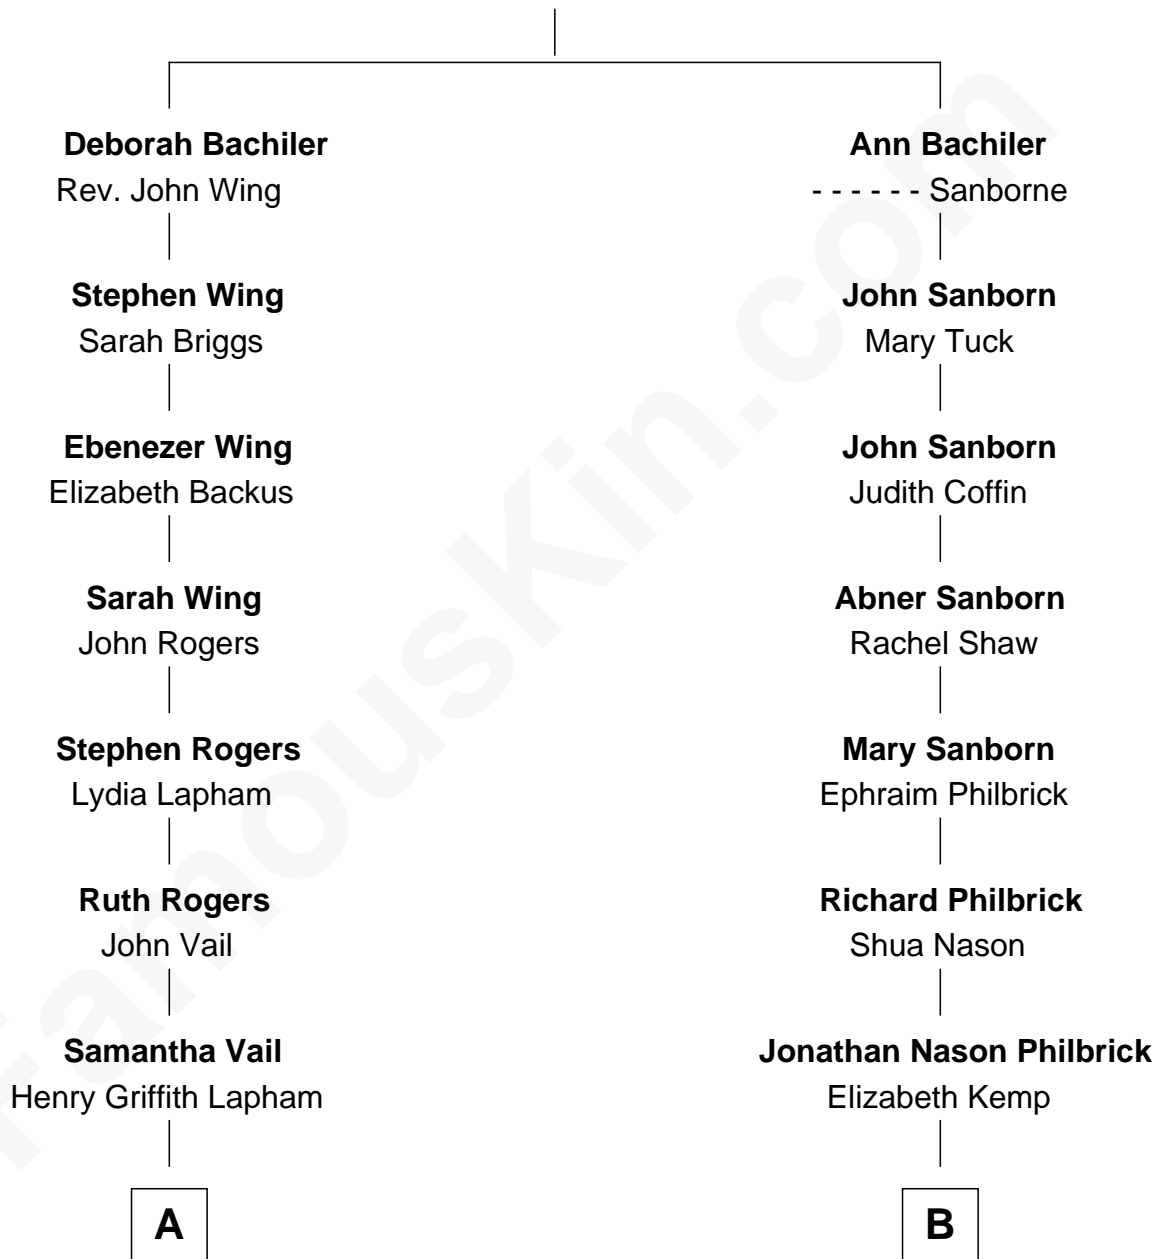 Deborah Bachiler
Rev. John Wing
Stephen Wing
Sarah Briggs
Ebenezer Wing
Elizabeth Backus
Sarah Wing
John Rogers
Stephen Rogers
Lydia Lapham
Ruth Rogers
John Vail
Samantha Vail
Henry Griffith Lapham
A
Ann Bachiler
- - - - - - Sanborne
John Sanborn
Mary Tuck
John Sanborn
Judith Coffin
Abner Sanborn
Rachel Shaw
Mary Sanborn
Ephraim Philbrick
Richard Philbrick
Shua Nason
Jonathan Nason Philbrick
Elizabeth Kemp
B
FamousKin.com